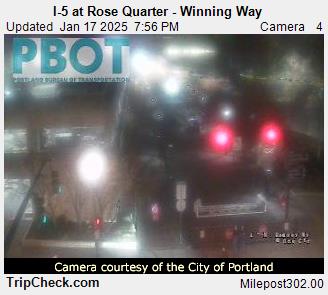 I-5 at Rose Quarter - Winning Way
Updated Jan 17 2025 7:56 PM Camera 4
PBOT
PORTLAND BUREAU OF TRANSPORTATION
Camera courtesy of the City of Portland
TripCheck.com Milepost302.00